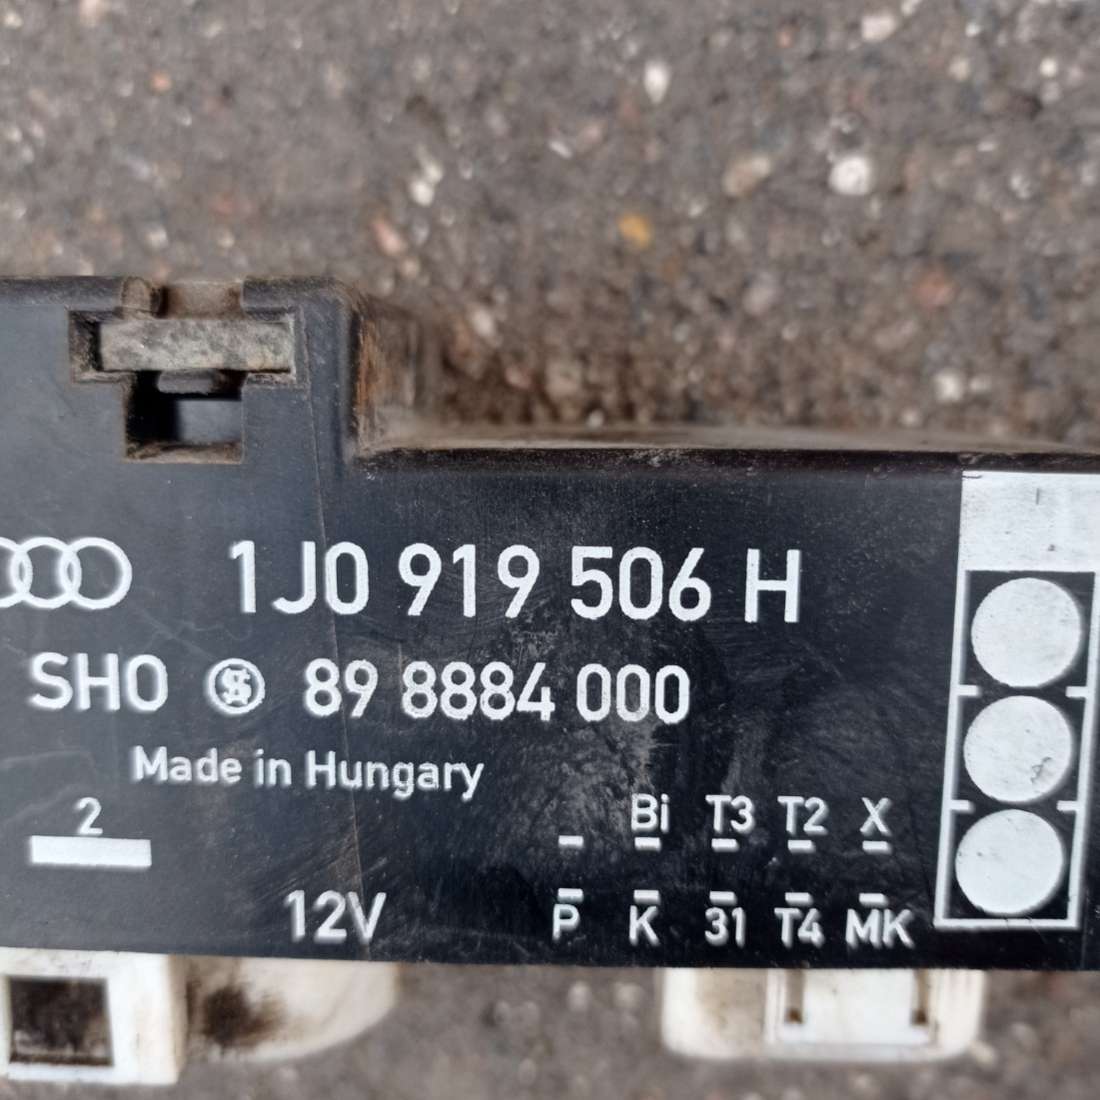 1J0 919 506 H
SHO 89 8884 000
Made in Hungary
2
Bi T3 T2 X
12V
P K 31 T4 MK